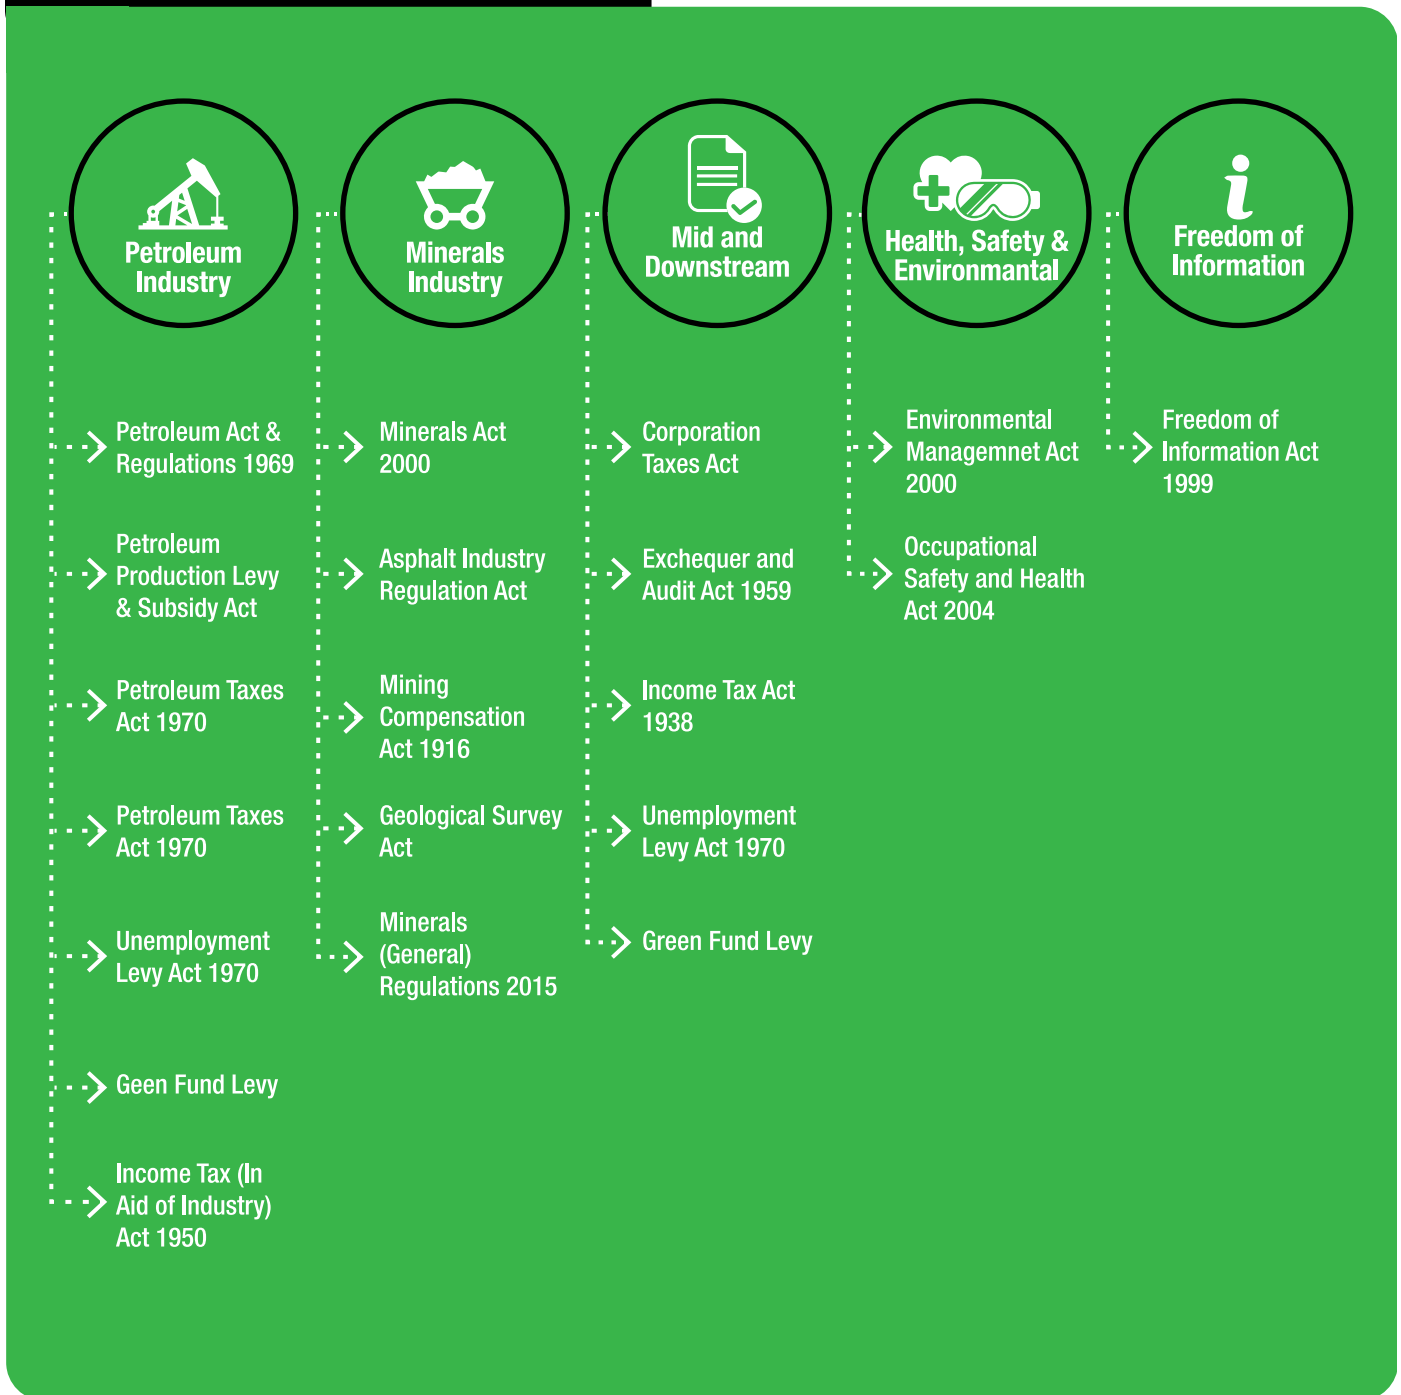 Petroleum
Industry
Minerals
Industry
Mid and
Downstream
Health, Safety &
Environmantal
Freedom of
Information
Petroleum Act &
Regulations 1969
Petroleum
Production Levy
& Subsidy Act
Petroleum Taxes
Act 1970
Petroleum Taxes
Act 1970
Unemployment
Levy Act 1970
Geen Fund Levy
Income Tax (In
Aid of Industry)
Act 1950
Minerals Act
2000
Asphalt Industry
Regulation Act
Mining
Compensation
Act 1916
Geological Survey
Act
Minerals
(General)
Regulations 2015
Corporation
Taxes Act
Exchequer and
Audit Act 1959
Income Tax Act
1938
Unemployment
Levy Act 1970
Green Fund Levy
Environmental
Managemnet Act
2000
Occupational
Safety and Health
Act 2004
Freedom of
Information Act
1999